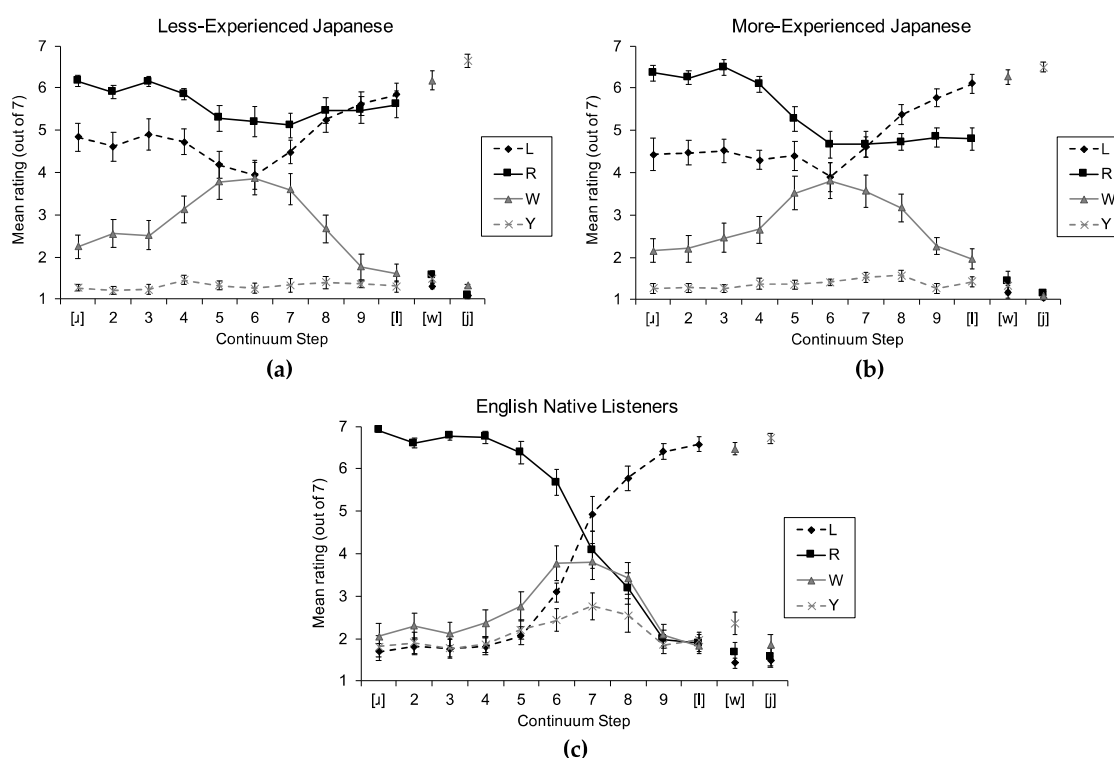 Less-Experienced Japanese
Mean rating (out of 7)
7
6
5
4
3
2
1
[ɹ] 2 3 4 5 6 7 8 9 [l] [w] [j]
Continuum Step
L
R
W
Y
(a)
More-Experienced Japanese
Mean rating (out of 7)
7
6
5
4
3
2
1
[ɹ] 2 3 4 5 6 7 8 9 [l] [w] [j]
Continuum Step
L
R
W
Y
(b)
English Native Listeners
Mean rating (out of 7)
7
6
5
4
3
2
1
[ɹ] 2 3 4 5 6 7 8 9 [l] [w] [j]
Continuum Step
L
R
W
Y
(c)